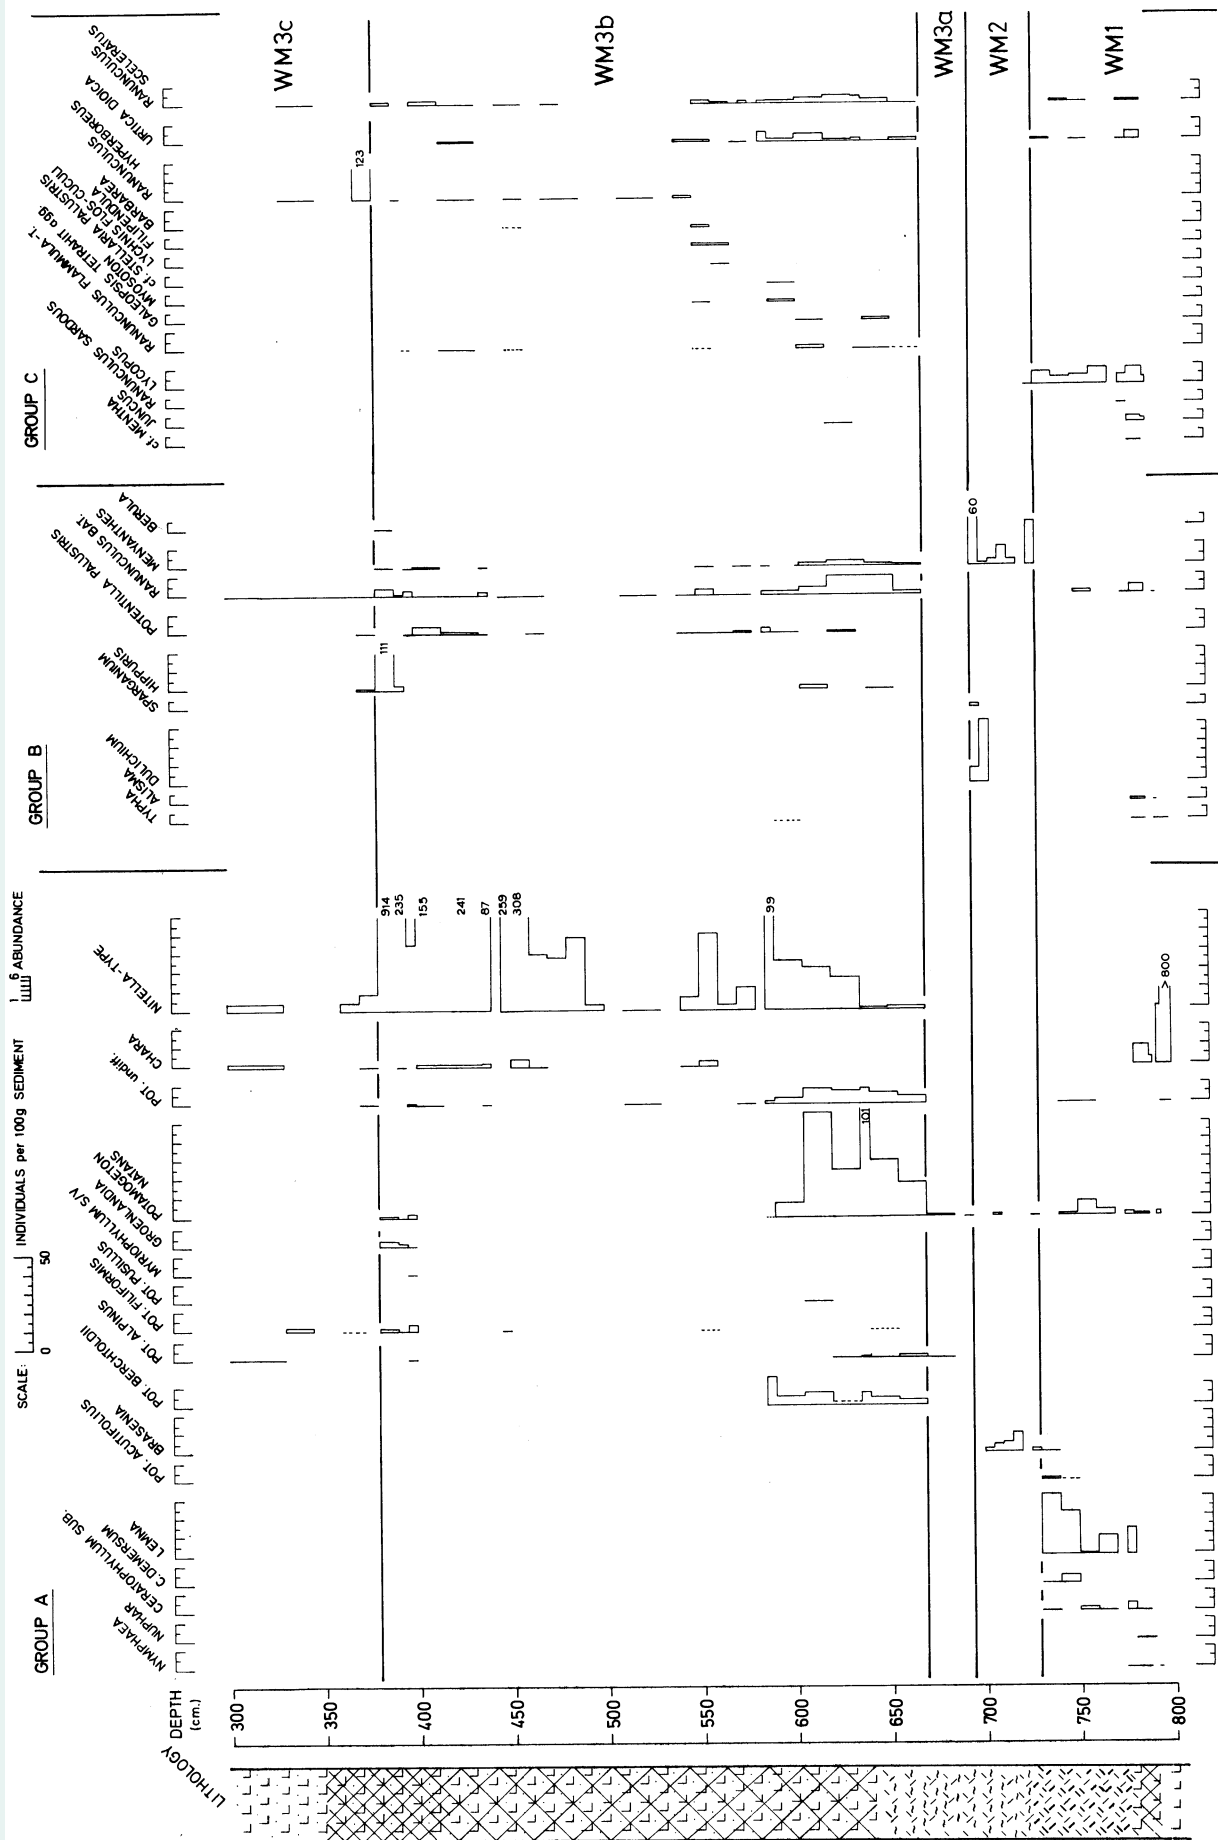 SCALE:
0
50
INDIVIDUALS per 100g SEDIMENT
1
6
ABUNDANCE
GROUP A
GROUP B
GROUP C
LITHOLOGY
DEPTH
(cm.)
NYMPHAEA
NUPHAR
CERATOPHYLLUM SUB.
C. DEMERSUM
LEMNA
POT. ACUTIFOLIUS
BRASENIA
POT. BERCHTOLDII
POT. ALPINUS
POT. FILIFORMIS
POT. PUSILLUS
MYRIOPHYLLUM S/V
GROENLANDIA
POTAMOGETON
NATANS
POT. undiff.
CHARA
NITELLA-TYPE
TYPHA
ALISMA
DULICHIUM
SPARGANIUM
HIPPURIS
POTENTILLA PALUSTRIS
RANUNCULUS BAT.
MENYANTHES
BERULA
cf. MENTHA
JUNCUS
RANUNCULUS SARDOUS
LYCOPUS
RANUNCULUS FLAMMULA-T.
GALEOPSIS TETRAHIT agg.
MYOSOTON
cf. STELLARIA PALUSTRIS
LYCHNIS FLOS-CUCULI
FILIPENDULA
BARBAREA
RANUNCULUS
HYPERBOREUS
URTICA DIOICA
RANUNCULUS
SCELERATUS
300
350
400
450
500
550
600
650
700
750
800
914
235
155
241
87
259
308
99
101
>800
111
60
123
WM3c
WM3b
WM3a
WM2
WM1